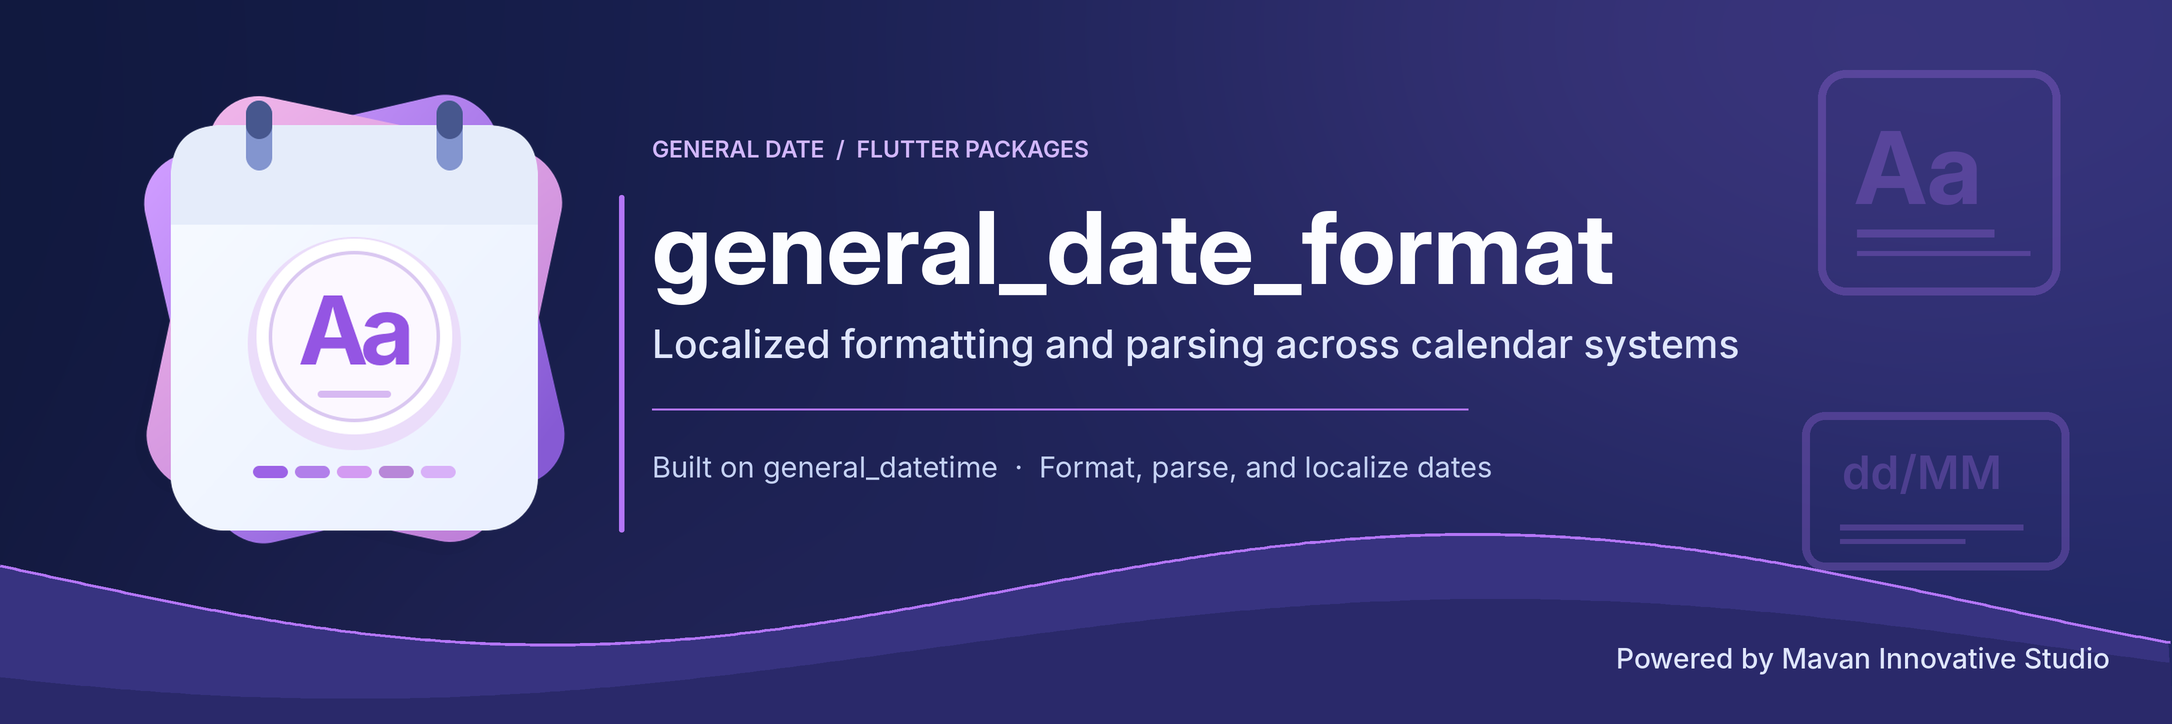 GENERAL DATE / FLUTTER PACKAGES
general_date_format
Localized formatting and parsing across calendar systems
Built on general_datetime · Format, parse, and localize dates
Aa
Aa
dd/MM
Powered by Mavan Innovative Studio